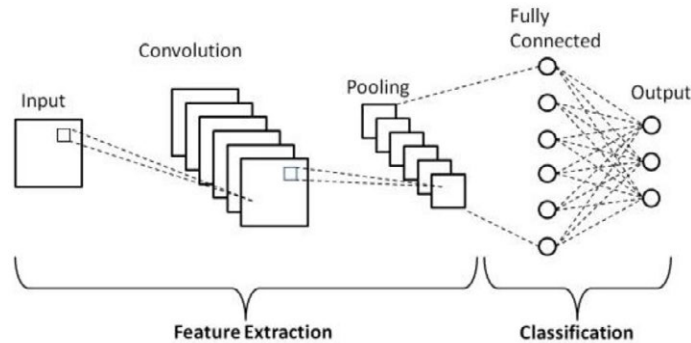 Input
Convolution
Pooling
Fully
Connected
Output
Feature Extraction
Classification